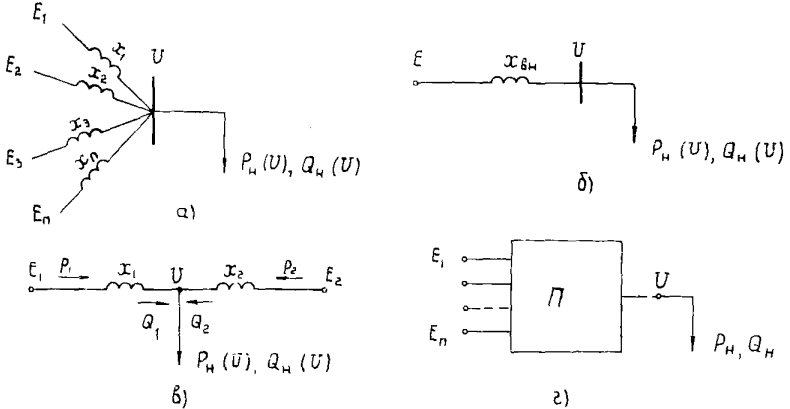 E₁
x₁
U
E₂
x₂
E₃
x₃
xₙ
Eₙ
Pн (U), Qн (U)
а)
E
xвн
U
Pн (U), Qн (U)
б)
E₁
P₁
x₁
U
x₂
P₂
E₂
Q₁
Q₂
Pн (U), Qн (U)
в)
E₁
П
U
Eₙ
Pн, Qн
г)